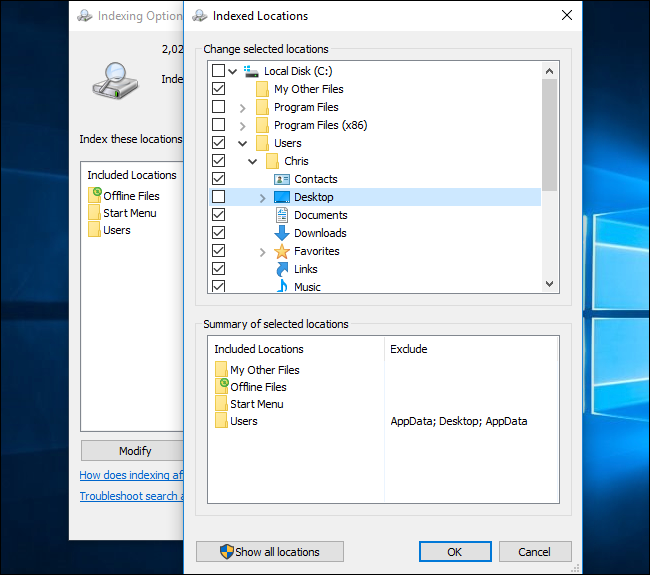 Indexing Option
2,02
Inde
Index these locations
Included Locations
Offline Files
Start Menu
Users
Modify
How does indexing af
Troubleshoot search a
Indexed Locations
Change selected locations
Local Disk (C:)
My Other Files
Program Files
Program Files (x86)
Users
Chris
Contacts
Desktop
Documents
Downloads
Favorites
Links
Music
Summary of selected locations
Included Locations Exclude
My Other Files
Offline Files
Start Menu
Users AppData; Desktop; AppData
Show all locations OK Cancel